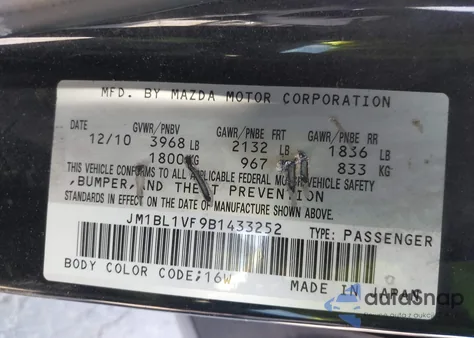 MFD. BY MAZDA MOTOR CORPORATION
DATE GVWR/PNBV GAWR/PNBE FRT GAWR/PNBE RR
12/10 3968 LB 2132 LB 1836 LB
1800 KG 967 833 KG
THIS VEHICLE CONFORMS TO ALL APPLICABLE FEDERAL MOTOR VEHICLE SAFETY
, BUMPER, AND THEFT PREVENTION
STANDARDS IN EFFECT ON THE DATE OF MANUFACTURE SHOWN ABOVE.
JM1BL1VF9B1433252 TYPE: PASSENGER
BODY COLOR CODE;16W MADE IN JAPAN
autosnap